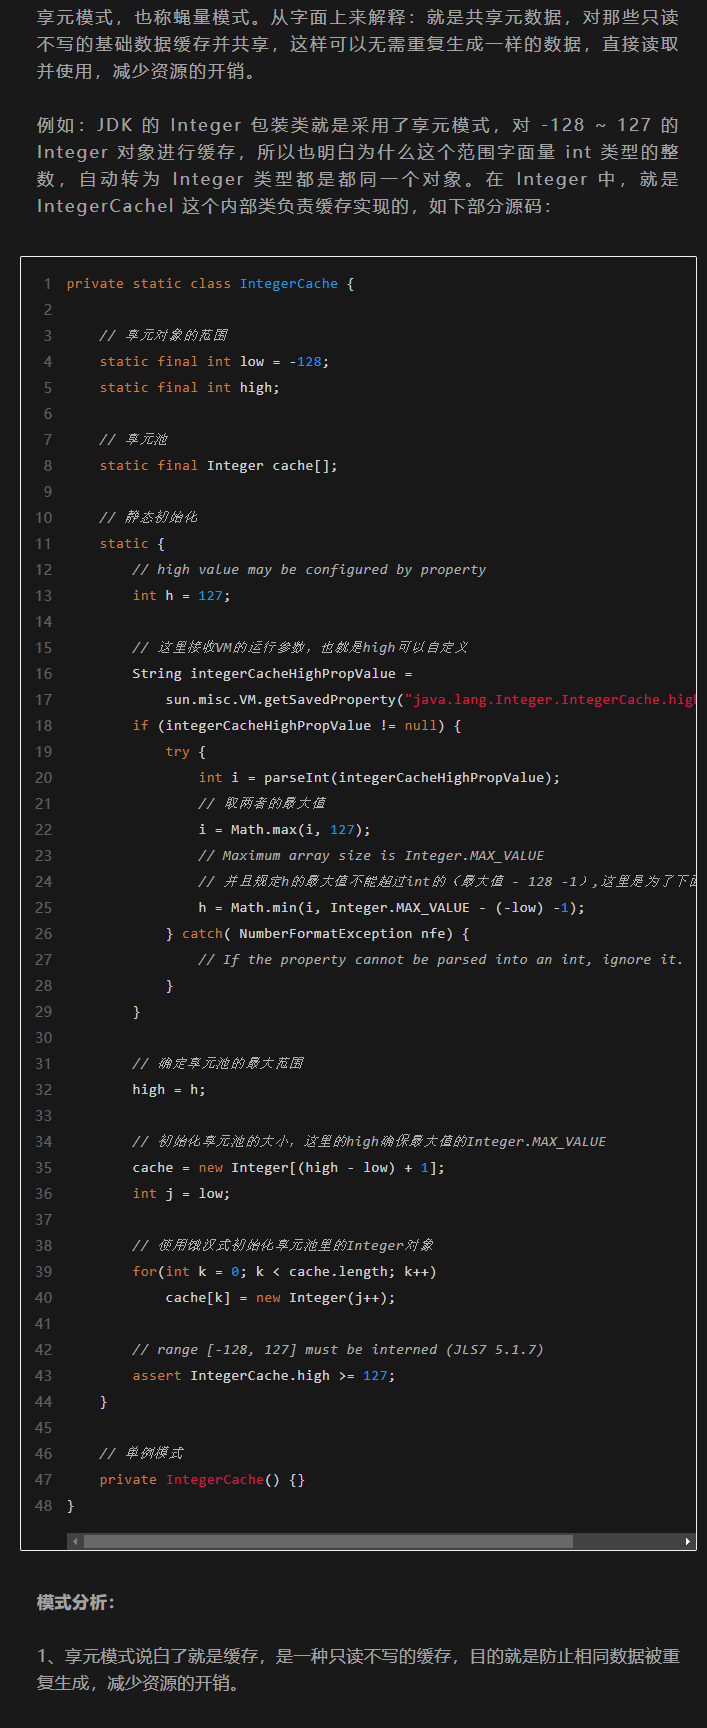 享元模式，也称蝇量模式。从字面上来解释：就是共享元数据，对那些只读
不写的基础数据缓存并共享，这样可以无需重复生成一样的数据，直接读取
并使用，减少资源的开销。
例如：JDK 的 Integer 包装类就是采用了享元模式，对 -128 ~ 127 的
Integer 对象进行缓存，所以也明白为什么这个范围字面量 int 类型的整
数，自动转为 Integer 类型都是都同一个对象。在 Integer 中，就是
IntegerCachel 这个内部类负责缓存实现的，如下部分源码：
1 private static class IntegerCache {
2
3 // 享元对象的范围
4 static final int low = -128;
5 static final int high;
6
7 // 享元池
8 static final Integer cache[];
9
10 // 静态初始化
11 static {
12 // high value may be configured by property
13 int h = 127;
14
15 // 这里接收VM的运行参数，也就是high可以自定义
16 String integerCacheHighPropValue =
17 sun.misc.VM.getSavedProperty("java.lang.Integer.IntegerCache.high
18 if (integerCacheHighPropValue != null) {
19 try {
20 int i = parseInt(integerCacheHighPropValue);
21 // 取两者的最大值
22 i = Math.max(i, 127);
23 // Maximum array size is Integer.MAX_VALUE
24 // 并且规定h的最大值不能超过int的（最大值 - 128 -1）,这里是为了下面
25 h = Math.min(i, Integer.MAX_VALUE - (-low) -1);
26 } catch( NumberFormatException nfe) {
27 // If the property cannot be parsed into an int, ignore it.
28 }
29 }
30
31 // 确定享元池的最大范围
32 high = h;
33
34 // 初始化享元池的大小，这里的high确保最大值的Integer.MAX_VALUE
35 cache = new Integer[(high - low) + 1];
36 int j = low;
37
38 // 使用饿汉式初始化享元池里的Integer对象
39 for(int k = 0; k < cache.length; k++)
40 cache[k] = new Integer(j++);
41
42 // range [-128, 127] must be interned (JLS7 5.1.7)
43 assert IntegerCache.high >= 127;
44 }
45
46 // 单例模式
47 private IntegerCache() {}
48 }
模式分析：
1、享元模式说白了就是缓存，是一种只读不写的缓存，目的就是防止相同数据被重
复生成，减少资源的开销。